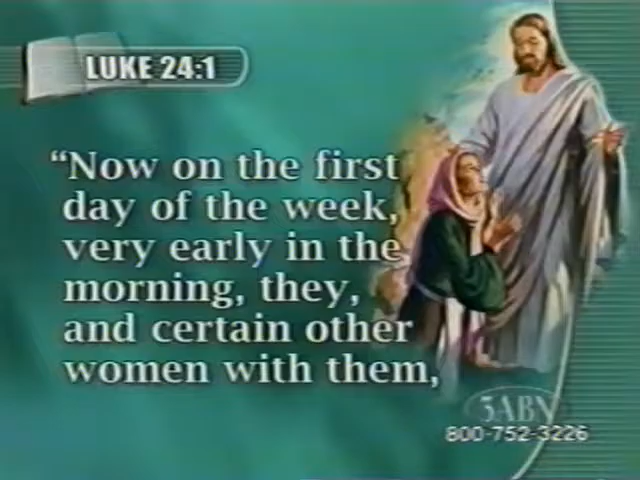 LUKE 24:1
“Now on the first
day of the week,
very early in the
morning, they,
and certain other
women with them,
3ABN
800-752-3226